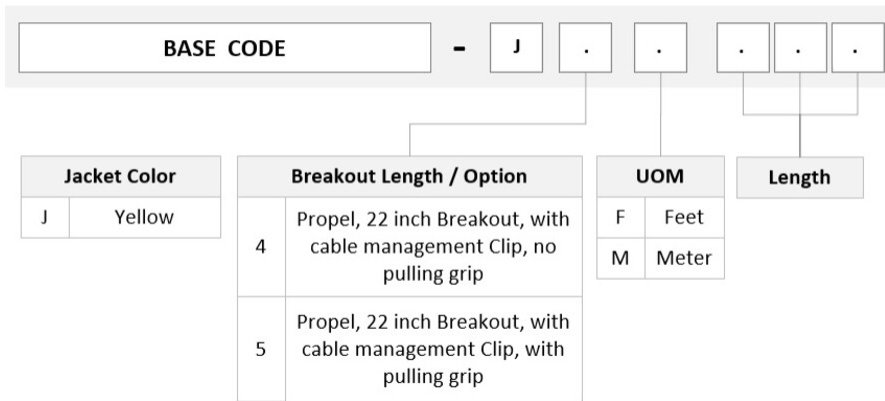 BASE CODE - J . . . . .
Jacket Color
J Yellow
Breakout Length / Option
4 Propel, 22 inch Breakout, with
cable management Clip, no
pulling grip
5 Propel, 22 inch Breakout, with
cable management Clip, with
pulling grip
UOM
F Feet
M Meter
Length